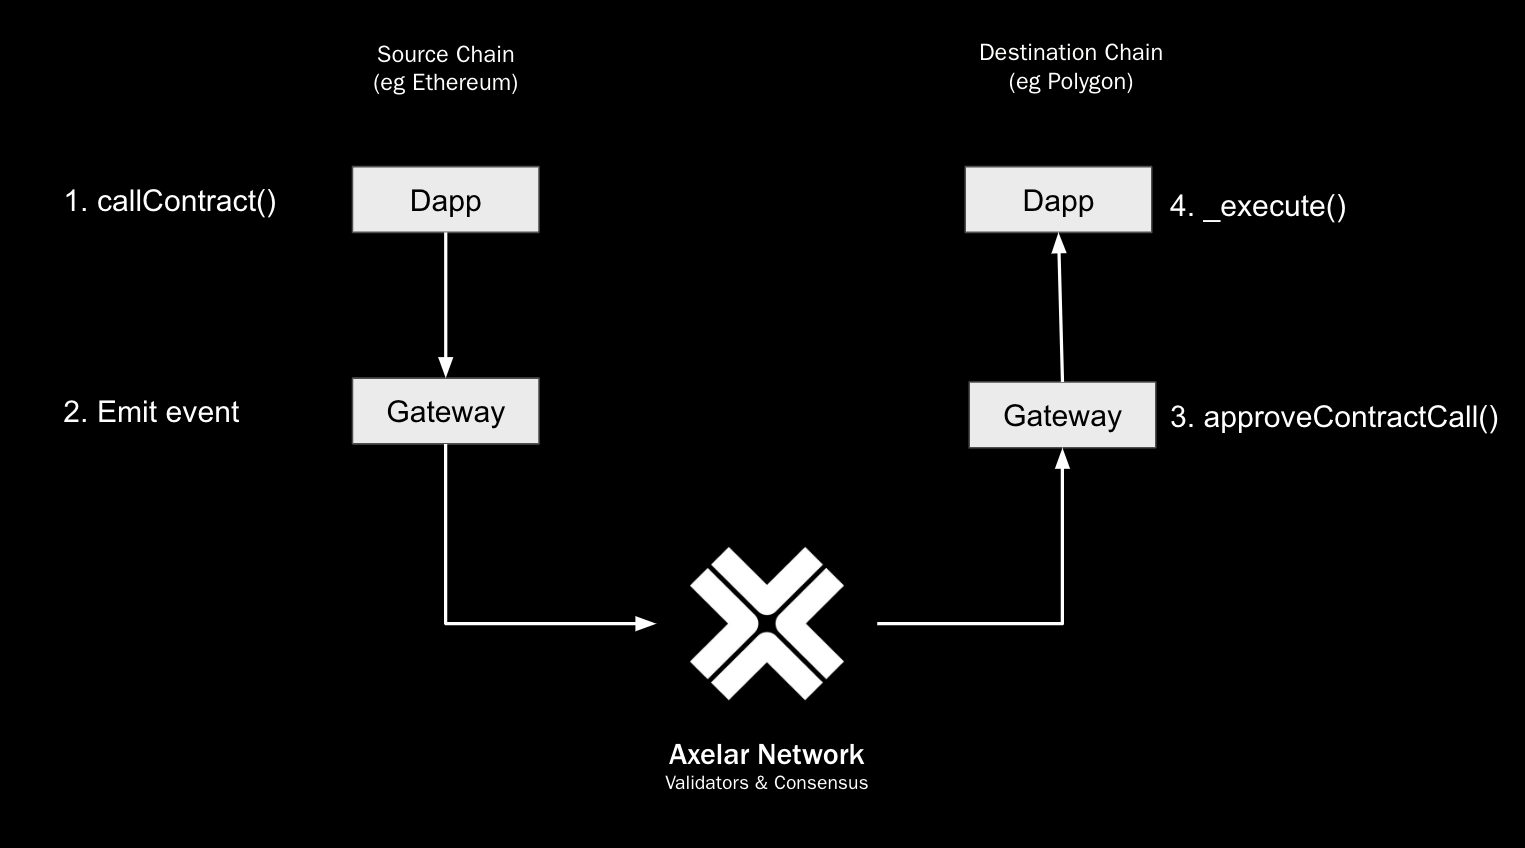 Source Chain
(eg Ethereum)
Destination Chain
(eg Polygon)
1. callContract()
Dapp
Dapp
4. _execute()
2. Emit event
Gateway
Gateway
3. approveContractCall()
Axelar Network
Validators & Consensus